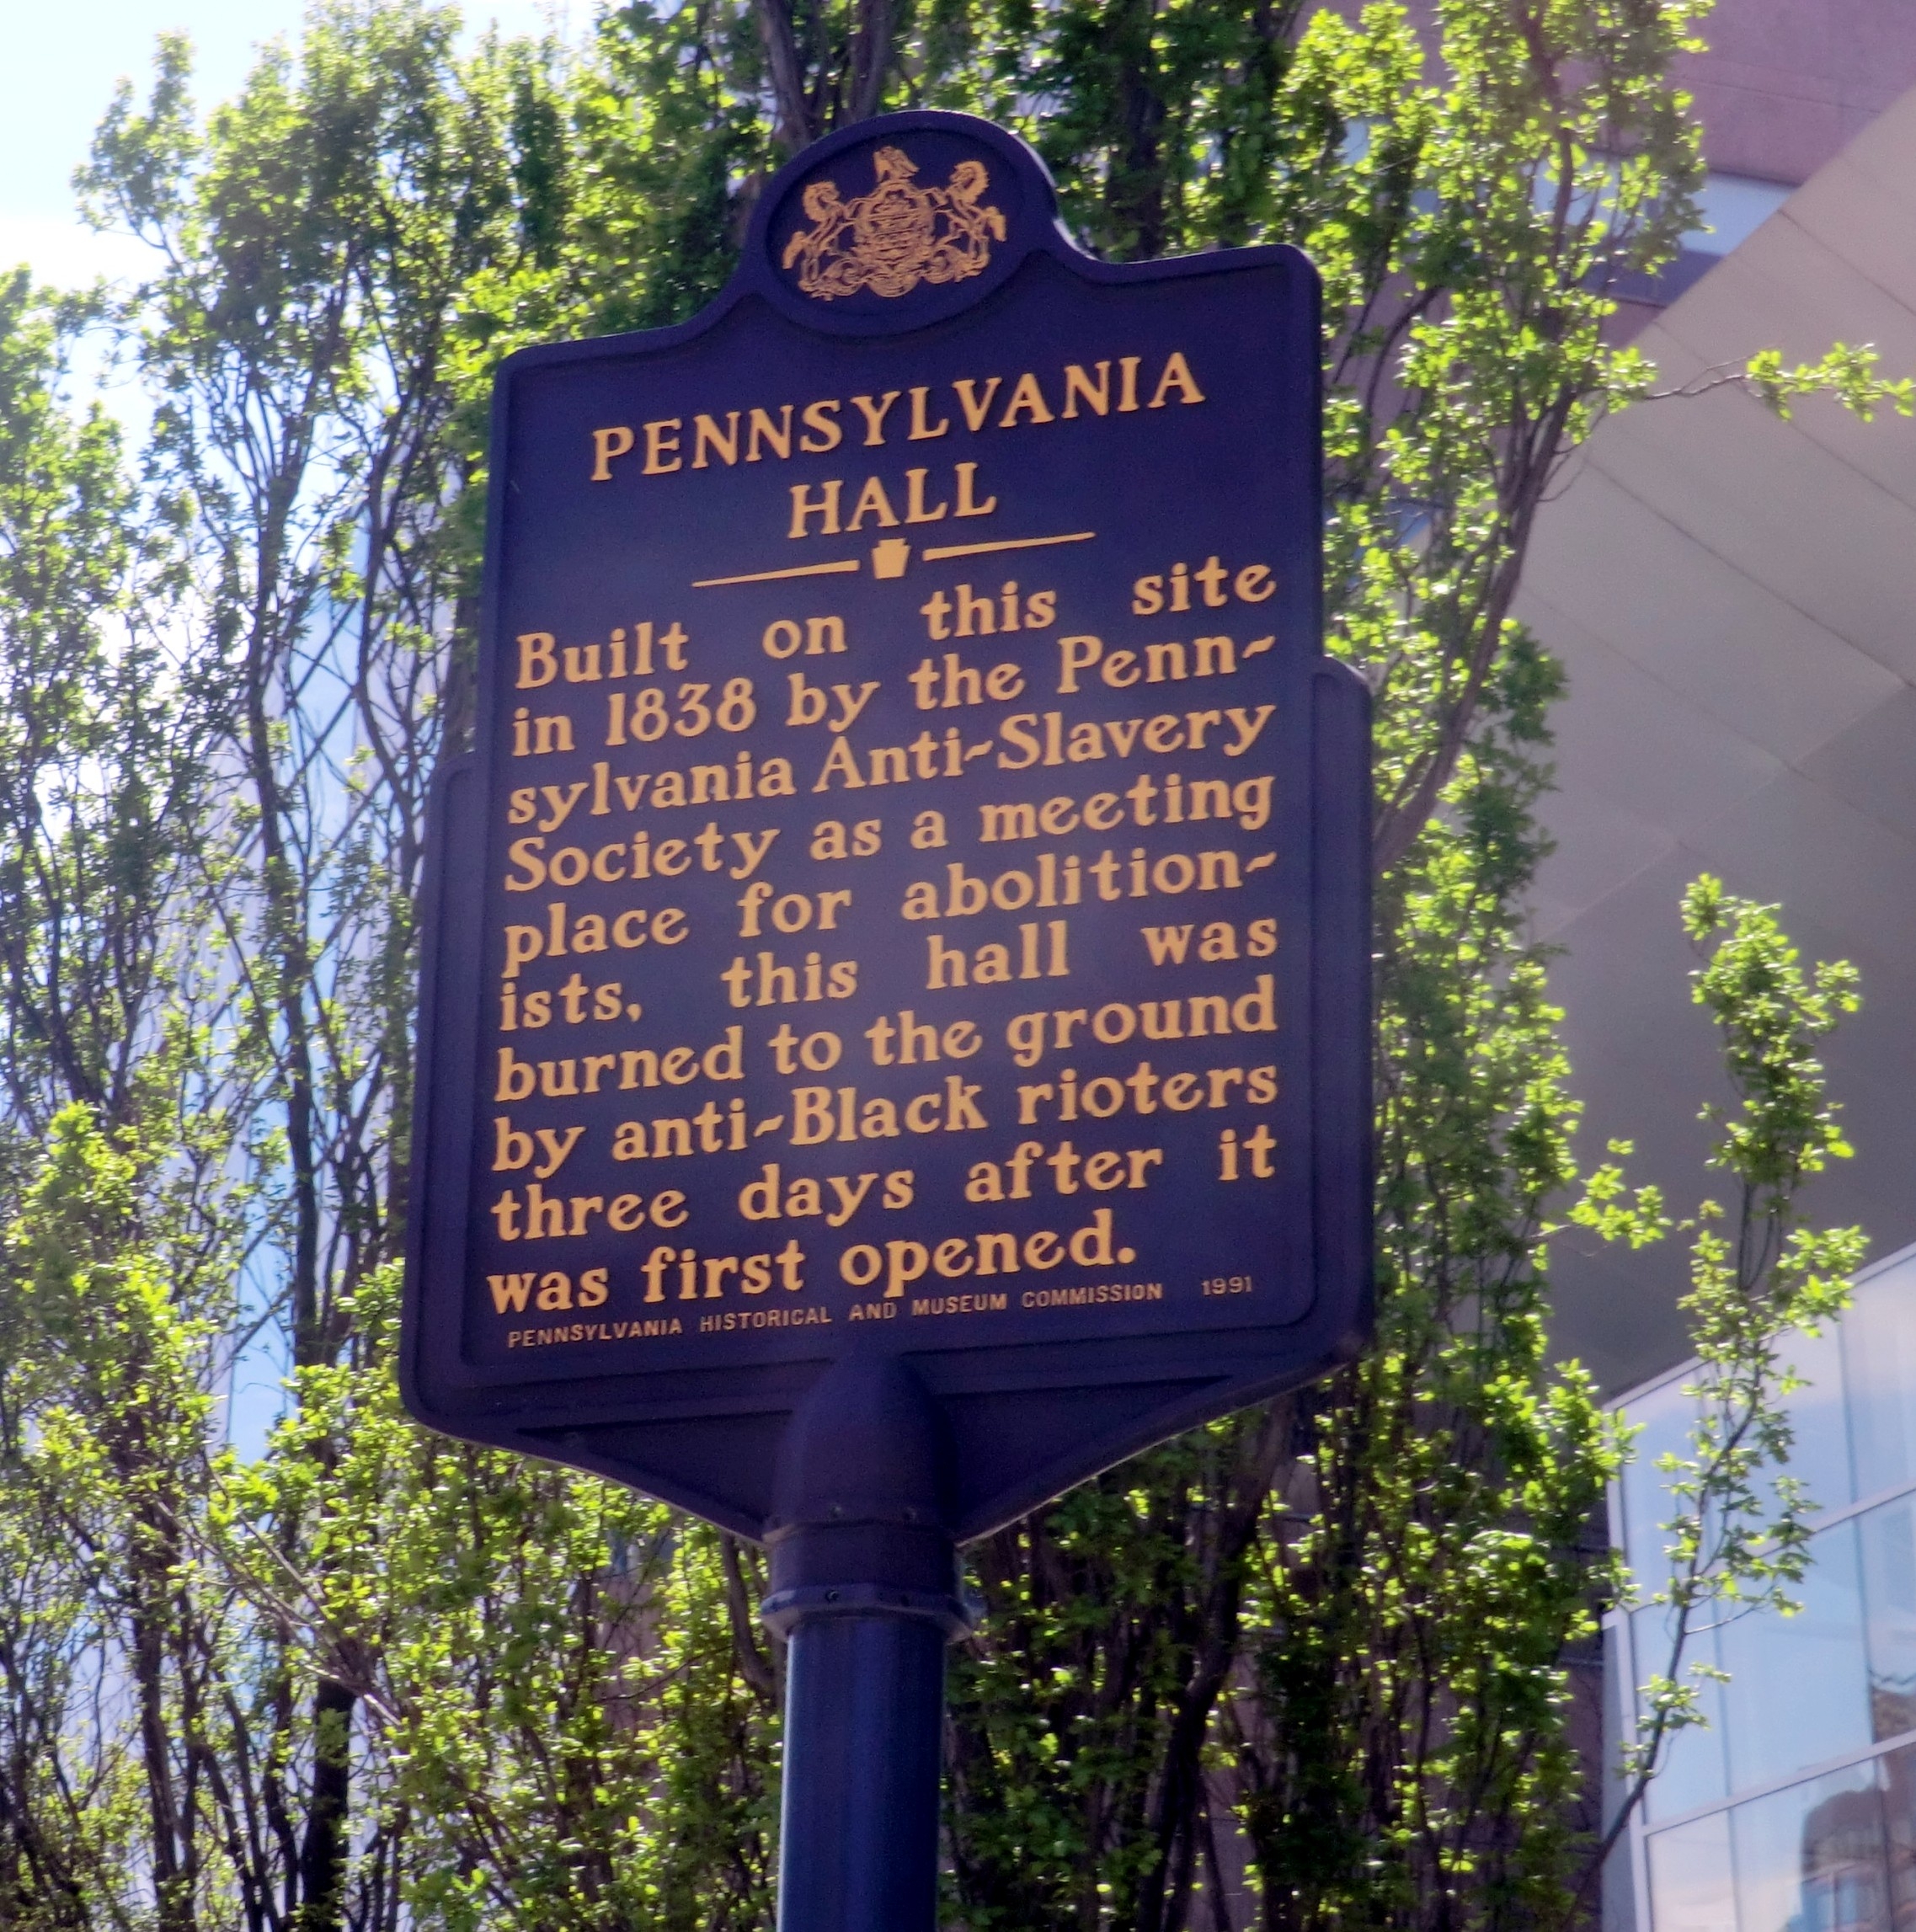 PENNSYLVANIA
HALL
Built on this site
in 1838 by the Penn-
sylvania Anti-Slavery
Society as a meeting
place for abolition-
ists, this hall was
burned to the ground
by anti-Black rioters
three days after it
was first opened.
PENNSYLVANIA HISTORICAL AND MUSEUM COMMISSION 1991